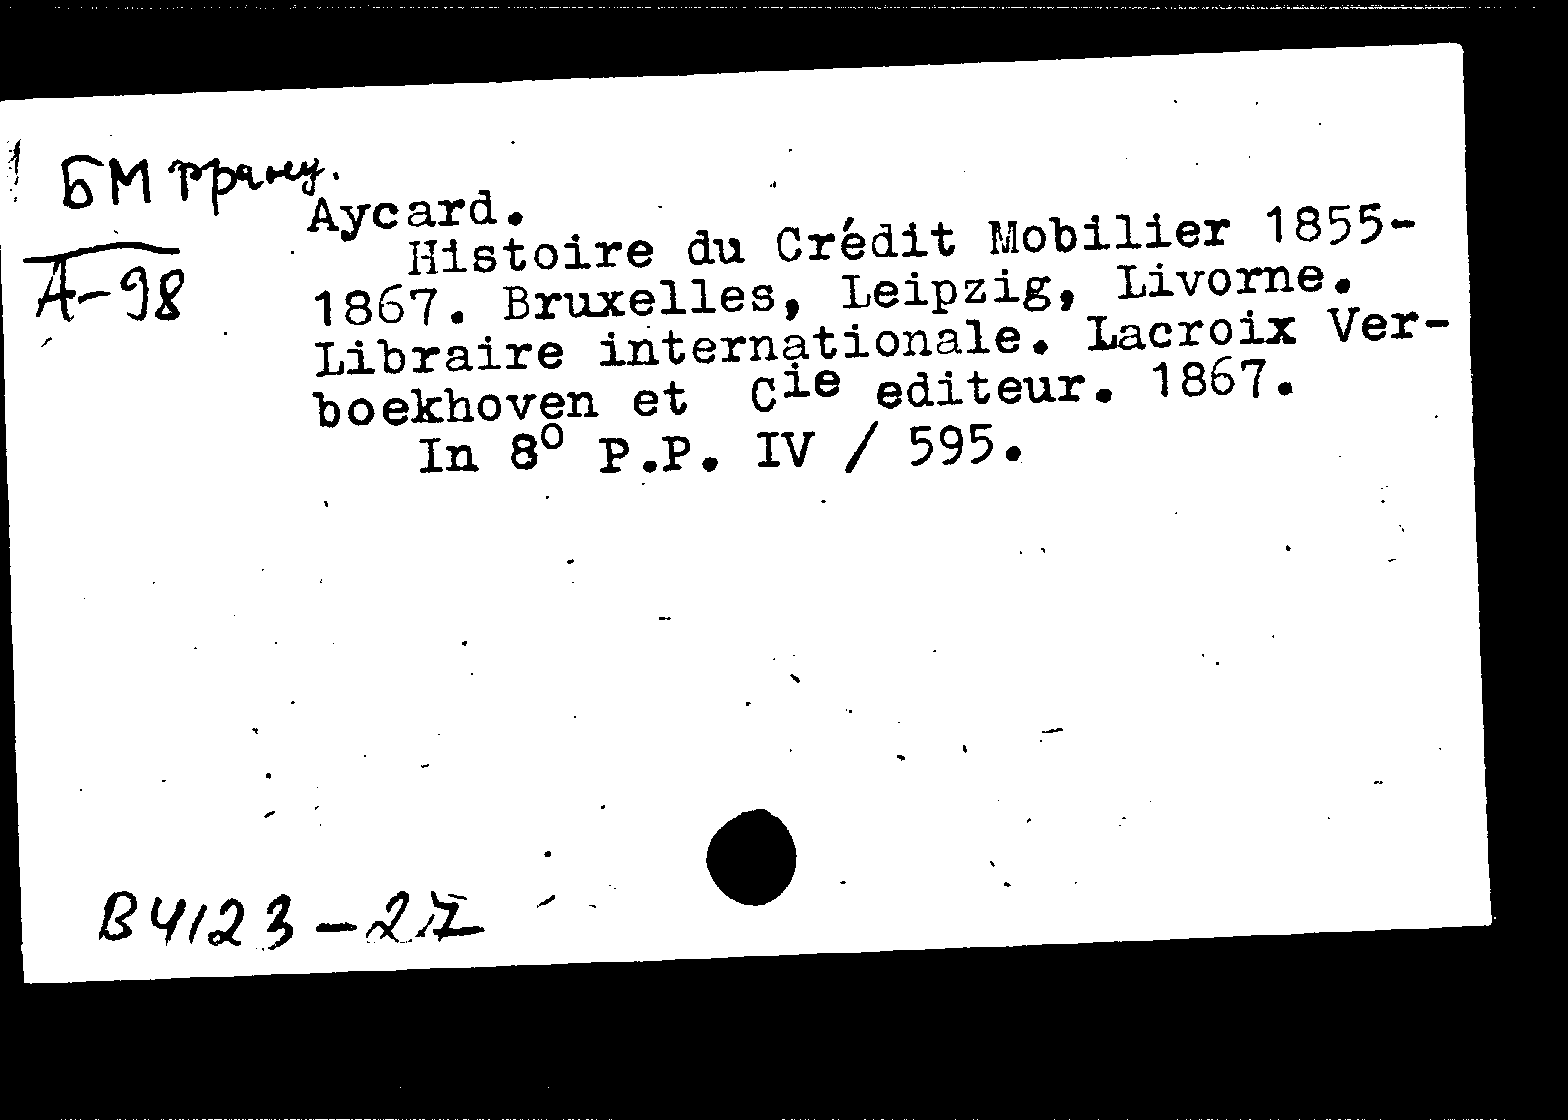 БМ франц.
Aycard.
A-98
Histoire du Crédit Mobilier 1855-
1867. Bruxelles, Leipzig, Livorne.
Libraire internationale. Lacroix Ver-
boekhoven et Cie editeur. 1867.
In 8º P.P. IV / 595.
B4123-27